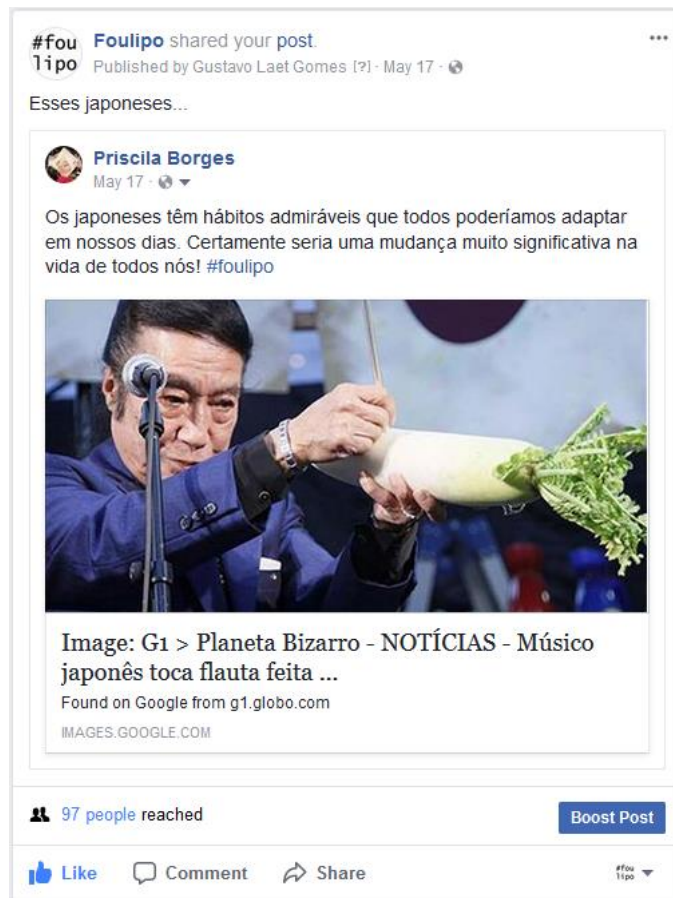 #fou
lipo
Foulipo shared your post.
Published by Gustavo Laet Gomes [?] · May 17 ·
Esses japoneses...
Priscila Borges
May 17 ·
Os japoneses têm hábitos admiráveis que todos poderíamos adaptar
em nossos dias. Certamente seria uma mudança muito significativa na
vida de todos nós! #foulipo
Image: G1 > Planeta Bizarro - NOTÍCIAS - Músico
japonês toca flauta feita ...
Found on Google from g1.globo.com
IMAGES.GOOGLE.COM
97 people reached
Boost Post
Like Comment Share
#fou
lipo